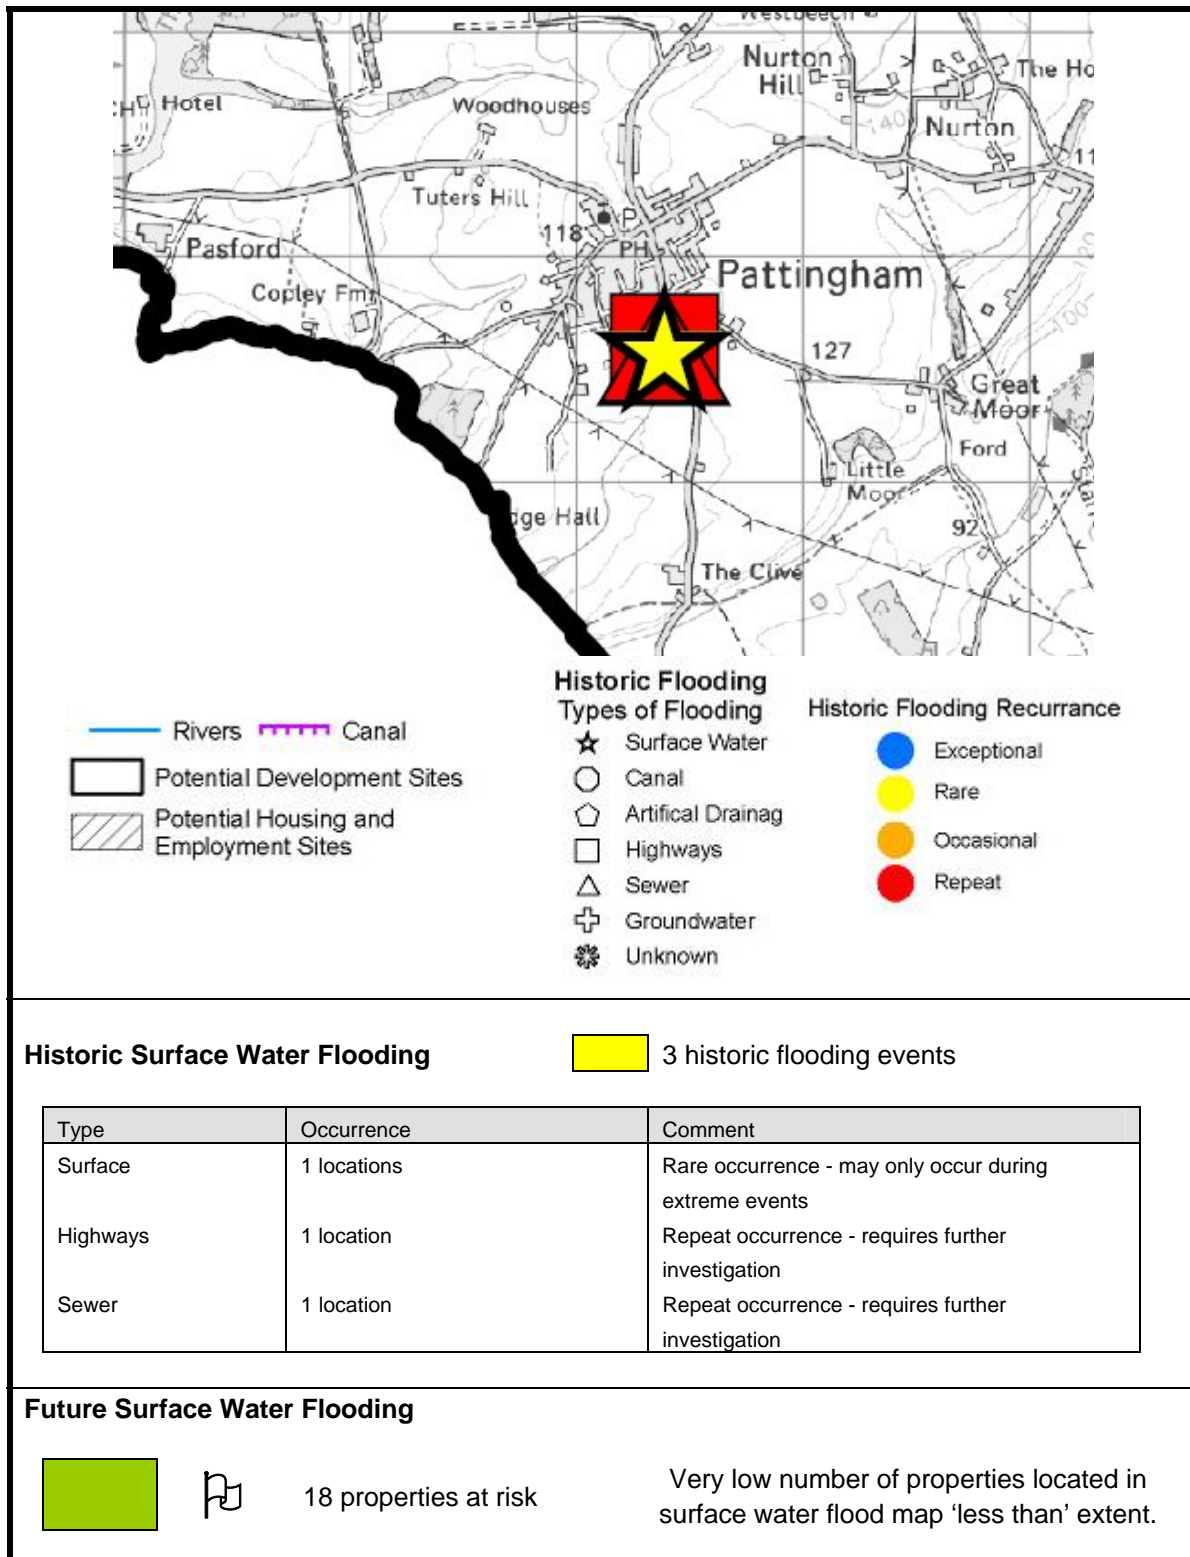 Westbeech
Nurton
Hill
The Ho
Hotel
Woodhouses
140
Nurton
11
Tuters Hill
P
118
PH
Pasford
Pattingham
Copley Fm
100
127
Great
Moor
Ford
Little
Moor
dge Hall
92
The Clive
Historic Flooding
Types of Flooding
Historic Flooding Recurrance
Rivers Canal
Surface Water
Exceptional
Potential Development Sites
Canal
Rare
Potential Housing and
Employment Sites
Artifical Drainag
Highways
Occasional
Sewer
Repeat
Groundwater
Unknown
Historic Surface Water Flooding 3 historic flooding events
Type Occurrence Comment
Surface 1 locations Rare occurrence - may only occur during
extreme events
Highways 1 location Repeat occurrence - requires further
investigation
Sewer 1 location Repeat occurrence - requires further
investigation
Future Surface Water Flooding
18 properties at risk
Very low number of properties located in
surface water flood map ‘less than’ extent.